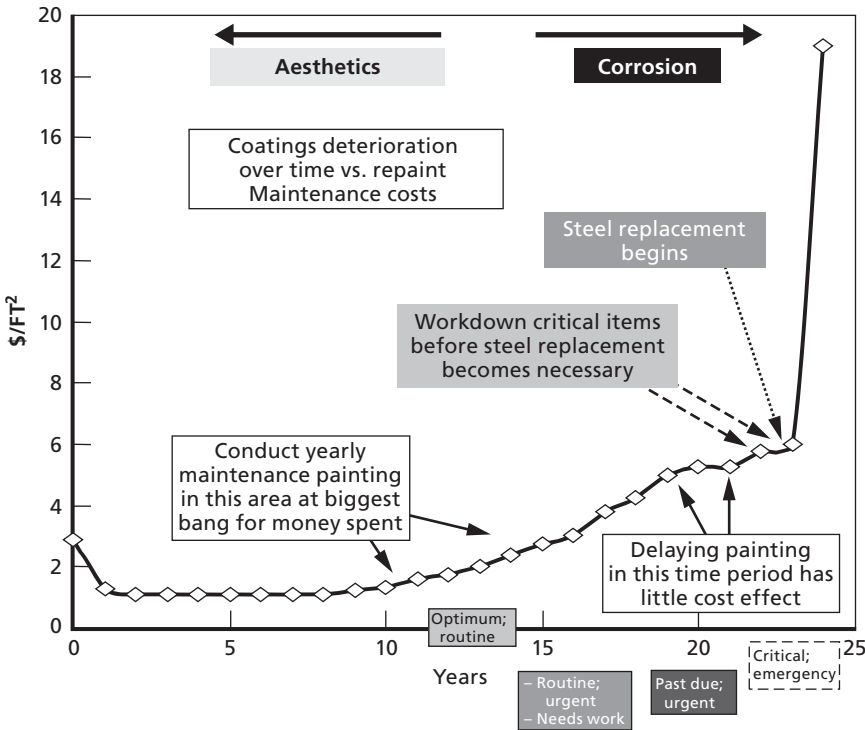 20
18
16
14
12
10
8
6
4
2
0
$/FT²
Aesthetics
Corrosion
Coatings deterioration
over time vs. repaint
Maintenance costs
Steel replacement
begins
Workdown critical items
before steel replacement
becomes necessary
Conduct yearly
maintenance painting
in this area at biggest
bang for money spent
Delaying painting
in this time period has
little cost effect
0
5
10
15
20
25
Optimum;
routine
Years
– Routine;
urgent
– Needs work
Past due;
urgent
Critical;
emergency